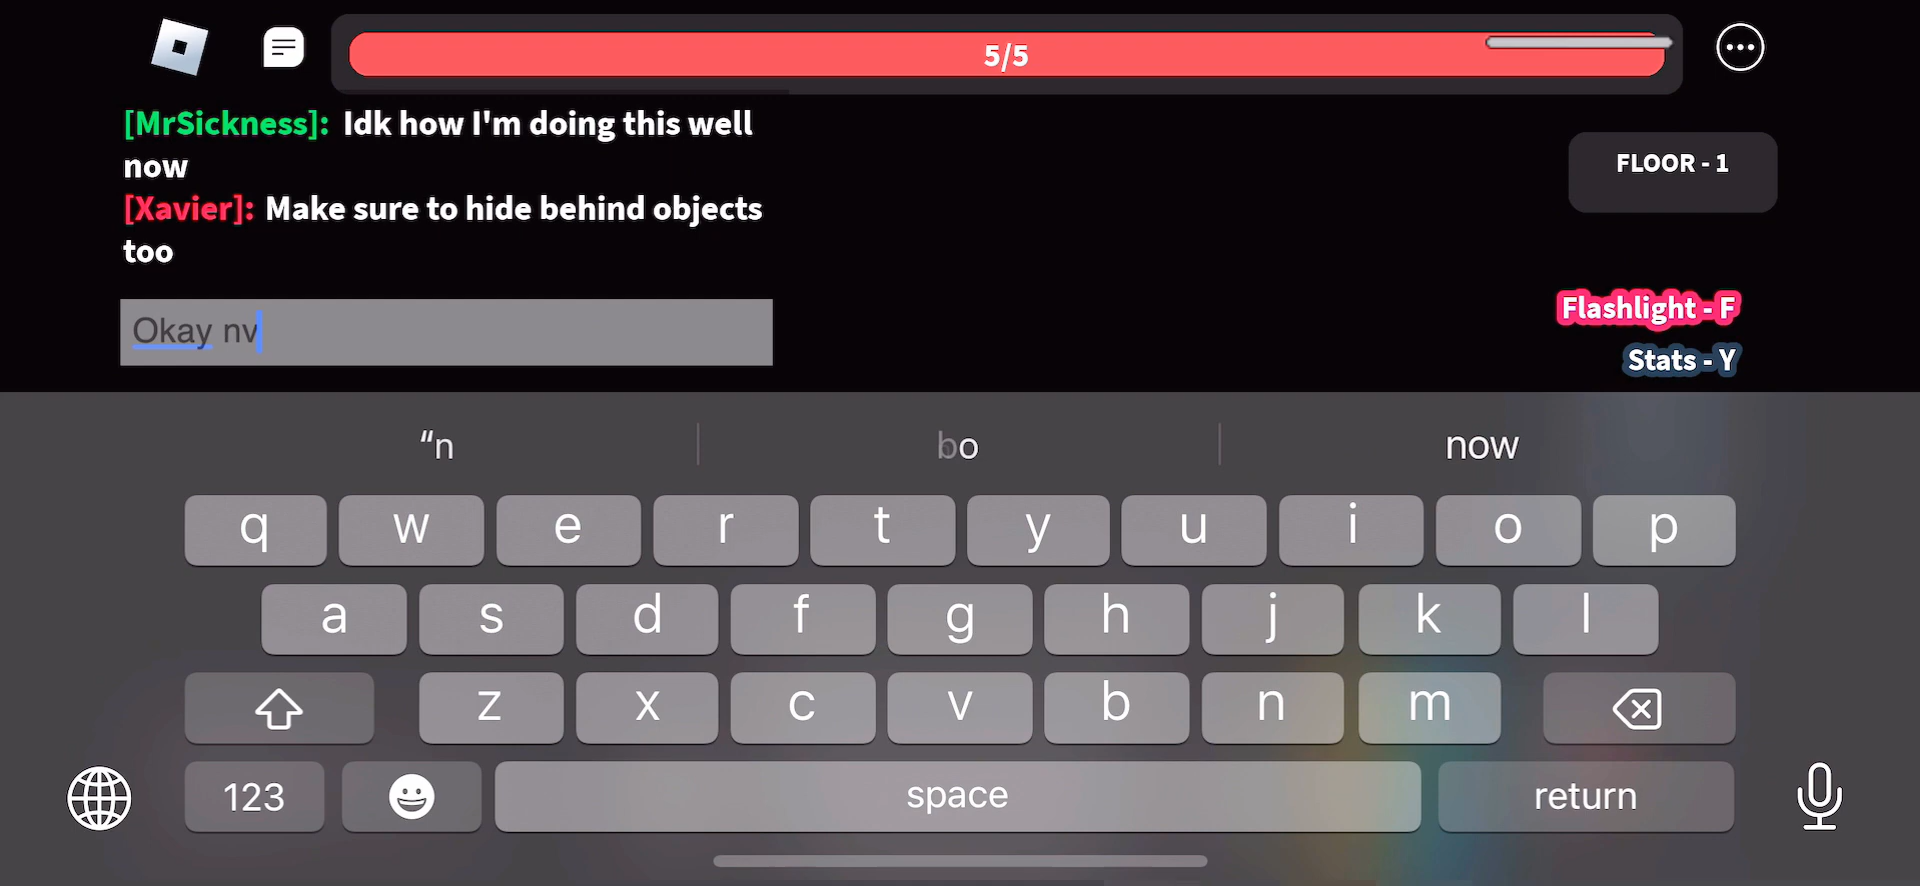 5/5
[MrSickness]: Idk how I'm doing this well
now
[Xavier]: Make sure to hide behind objects
too
FLOOR - 1
Okay nv
Flashlight - F
Stats - Y
“n
now
q w e r t y u i o p
a s d f g h j k l
z x c v b n m
123
space
return